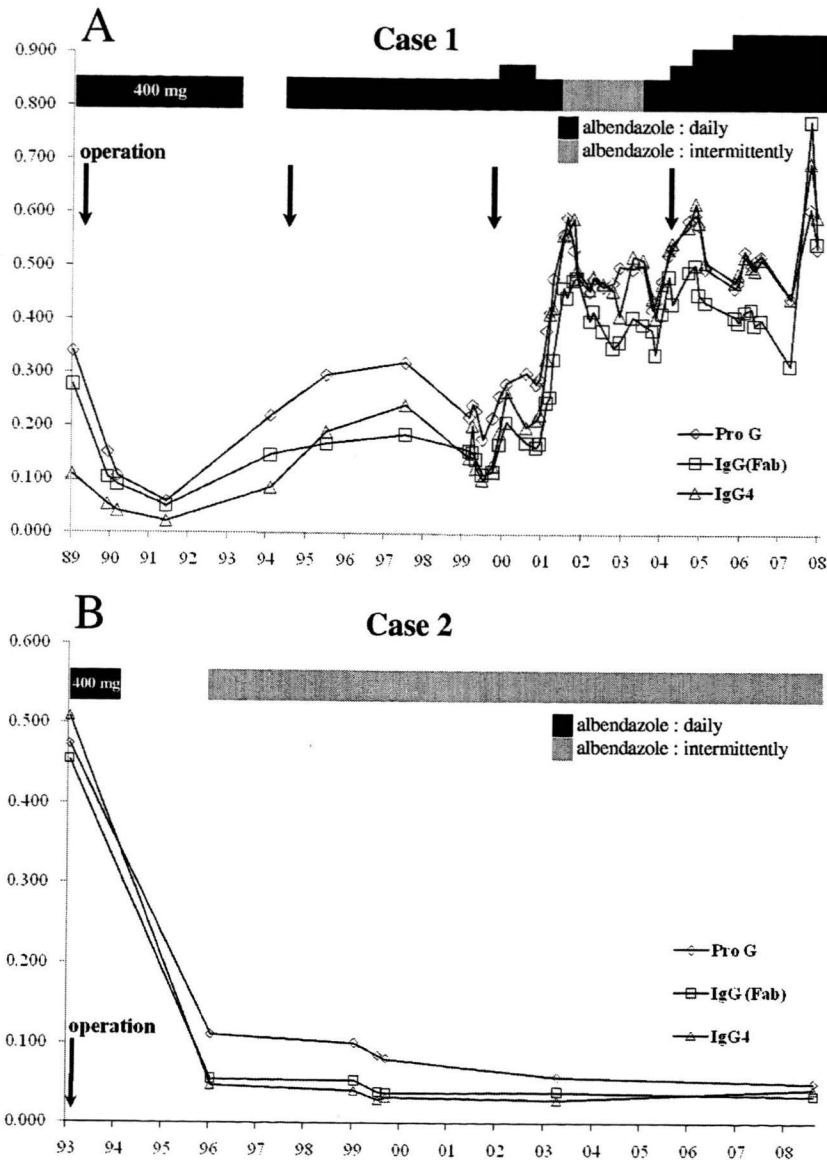 A
Case 1
0.900
0.800
0.700
0.600
0.500
0.400
0.300
0.200
0.100
0.000
400 mg
albendazole : daily
albendazole : intermittently
operation
Pro G
IgG(Fab)
IgG4
89 90 91 92 93 94 95 96 97 98 99 00 01 02 03 04 05 06 07 08
B
Case 2
0.600
0.500
0.400
0.300
0.200
0.100
0.000
400 mg
albendazole : daily
albendazole : intermittently
Pro G
IgG (Fab)
IgG4
operation
93 94 95 96 97 98 99 00 01 02 03 04 05 06 07 08